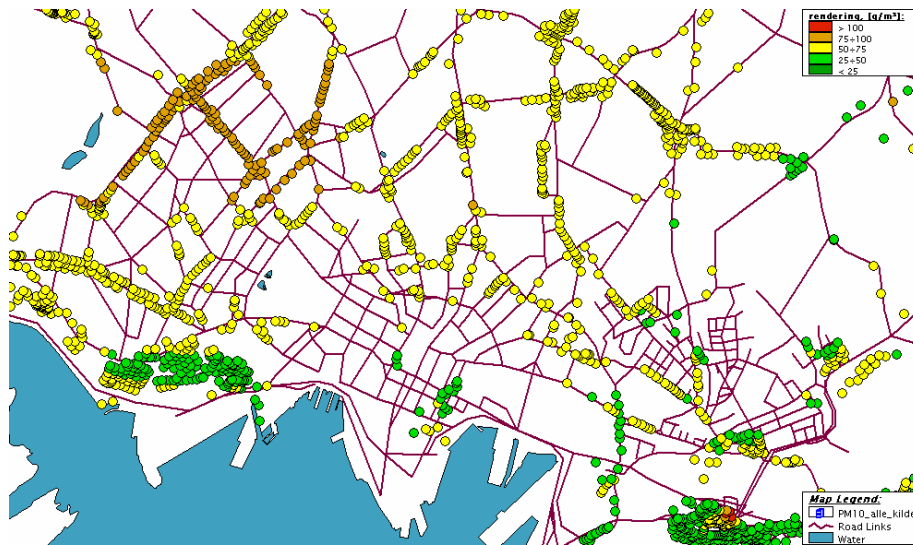 rendering, [g/m³]:
> 100
75÷100
50÷75
25÷50
< 25
Map Legend:
PM10_alle_kilde
Road Links
Water